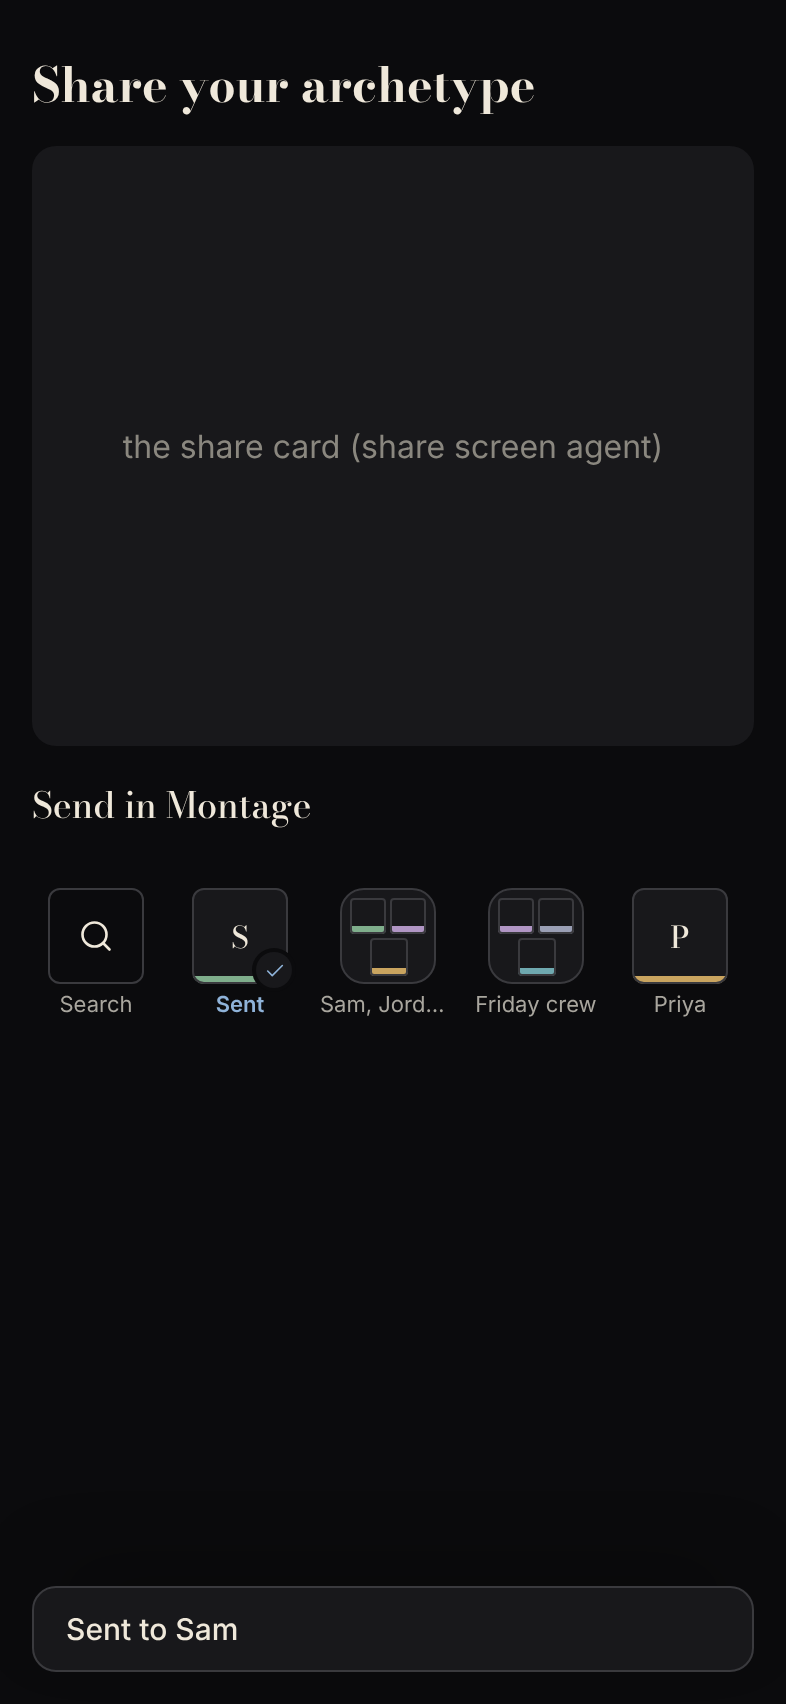 Share your archetype
the share card (share screen agent)
Send in Montage
S
P
Search
Sent
Sam, Jord...
Friday crew
Priya
Sent to Sam